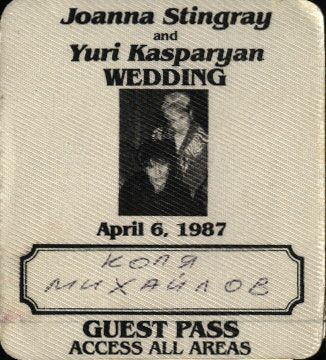 Joanna Stingray
and
Yuri Kasparyan
WEDDING
April 6, 1987
КОЛЯ
МИХАЙЛОВ
GUEST PASS
ACCESS ALL AREAS